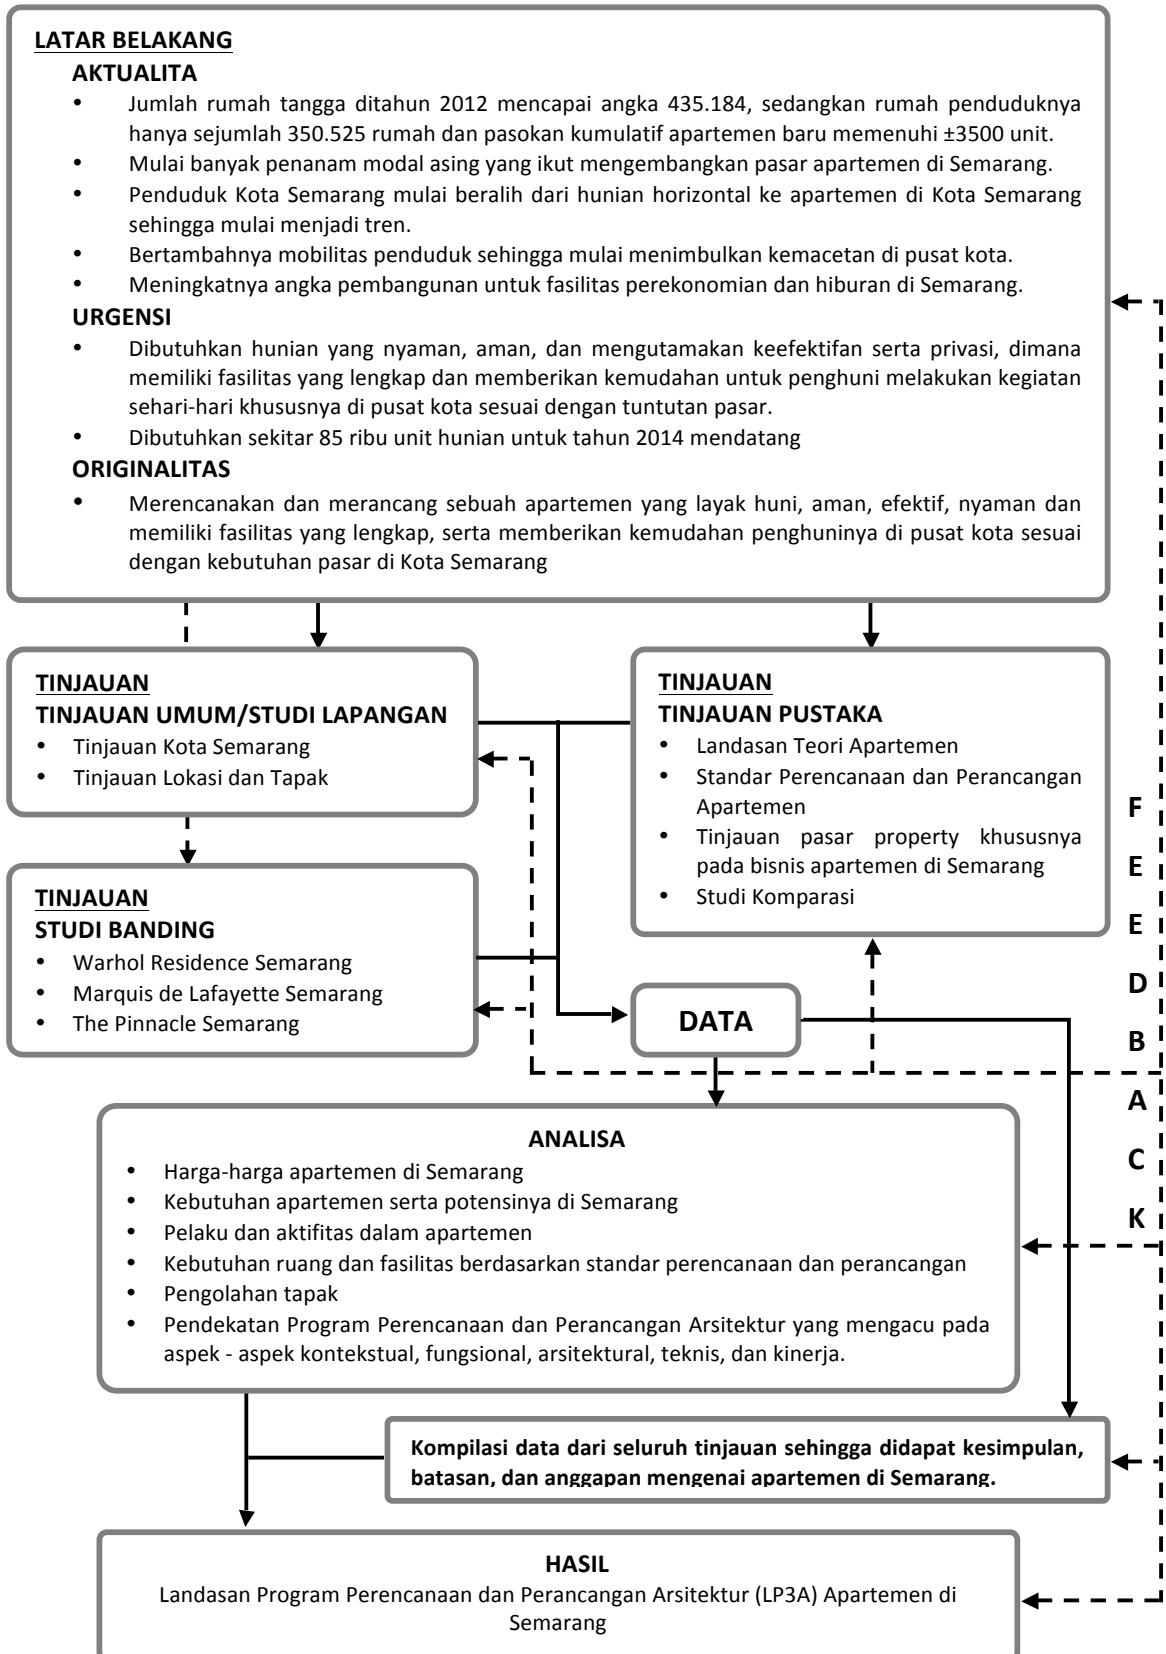 LATAR BELAKANG
AKTUALITA
• Jumlah rumah tangga ditahun 2012 mencapai angka 435.184, sedangkan rumah penduduknya
hanya sejumlah 350.525 rumah dan pasokan kumulatif apartemen baru memenuhi ±3500 unit.
• Mulai banyak penanam modal asing yang ikut mengembangkan pasar apartemen di Semarang.
• Penduduk Kota Semarang mulai beralih dari hunian horizontal ke apartemen di Kota Semarang
sehingga mulai menjadi tren.
• Bertambahnya mobilitas penduduk sehingga mulai menimbulkan kemacetan di pusat kota.
• Meningkatnya angka pembangunan untuk fasilitas perekonomian dan hiburan di Semarang.
URGENSI
• Dibutuhkan hunian yang nyaman, aman, dan mengutamakan keefektifan serta privasi, dimana
memiliki fasilitas yang lengkap dan memberikan kemudahan untuk penghuni melakukan kegiatan
sehari-hari khususnya di pusat kota sesuai dengan tuntutan pasar.
• Dibutuhkan sekitar 85 ribu unit hunian untuk tahun 2014 mendatang
ORIGINALITAS
• Merencanakan dan merancang sebuah apartemen yang layak huni, aman, efektif, nyaman dan
memiliki fasilitas yang lengkap, serta memberikan kemudahan penghuninya di pusat kota sesuai
dengan kebutuhan pasar di Kota Semarang
TINJAUAN
TINJAUAN UMUM/STUDI LAPANGAN
• Tinjauan Kota Semarang
• Tinjauan Lokasi dan Tapak
TINJAUAN
TINJAUAN PUSTAKA
• Landasan Teori Apartemen
• Standar Perencanaan dan Perancangan
Apartemen
• Tinjauan pasar property khususnya
pada bisnis apartemen di Semarang
• Studi Komparasi
TINJAUAN
STUDI BANDING
• Warhol Residence Semarang
• Marquis de Lafayette Semarang
• The Pinnacle Semarang
DATA
F
E
E
D
B
A
C
K
ANALISA
• Harga-harga apartemen di Semarang
• Kebutuhan apartemen serta potensinya di Semarang
• Pelaku dan aktifitas dalam apartemen
• Kebutuhan ruang dan fasilitas berdasarkan standar perencanaan dan perancangan
• Pengolahan tapak
• Pendekatan Program Perencanaan dan Perancangan Arsitektur yang mengacu pada
aspek - aspek kontekstual, fungsional, arsitektural, teknis, dan kinerja.
Kompilasi data dari seluruh tinjauan sehingga didapat kesimpulan,
batasan, dan anggapan mengenai apartemen di Semarang.
HASIL
Landasan Program Perencanaan dan Perancangan Arsitektur (LP3A) Apartemen di
Semarang